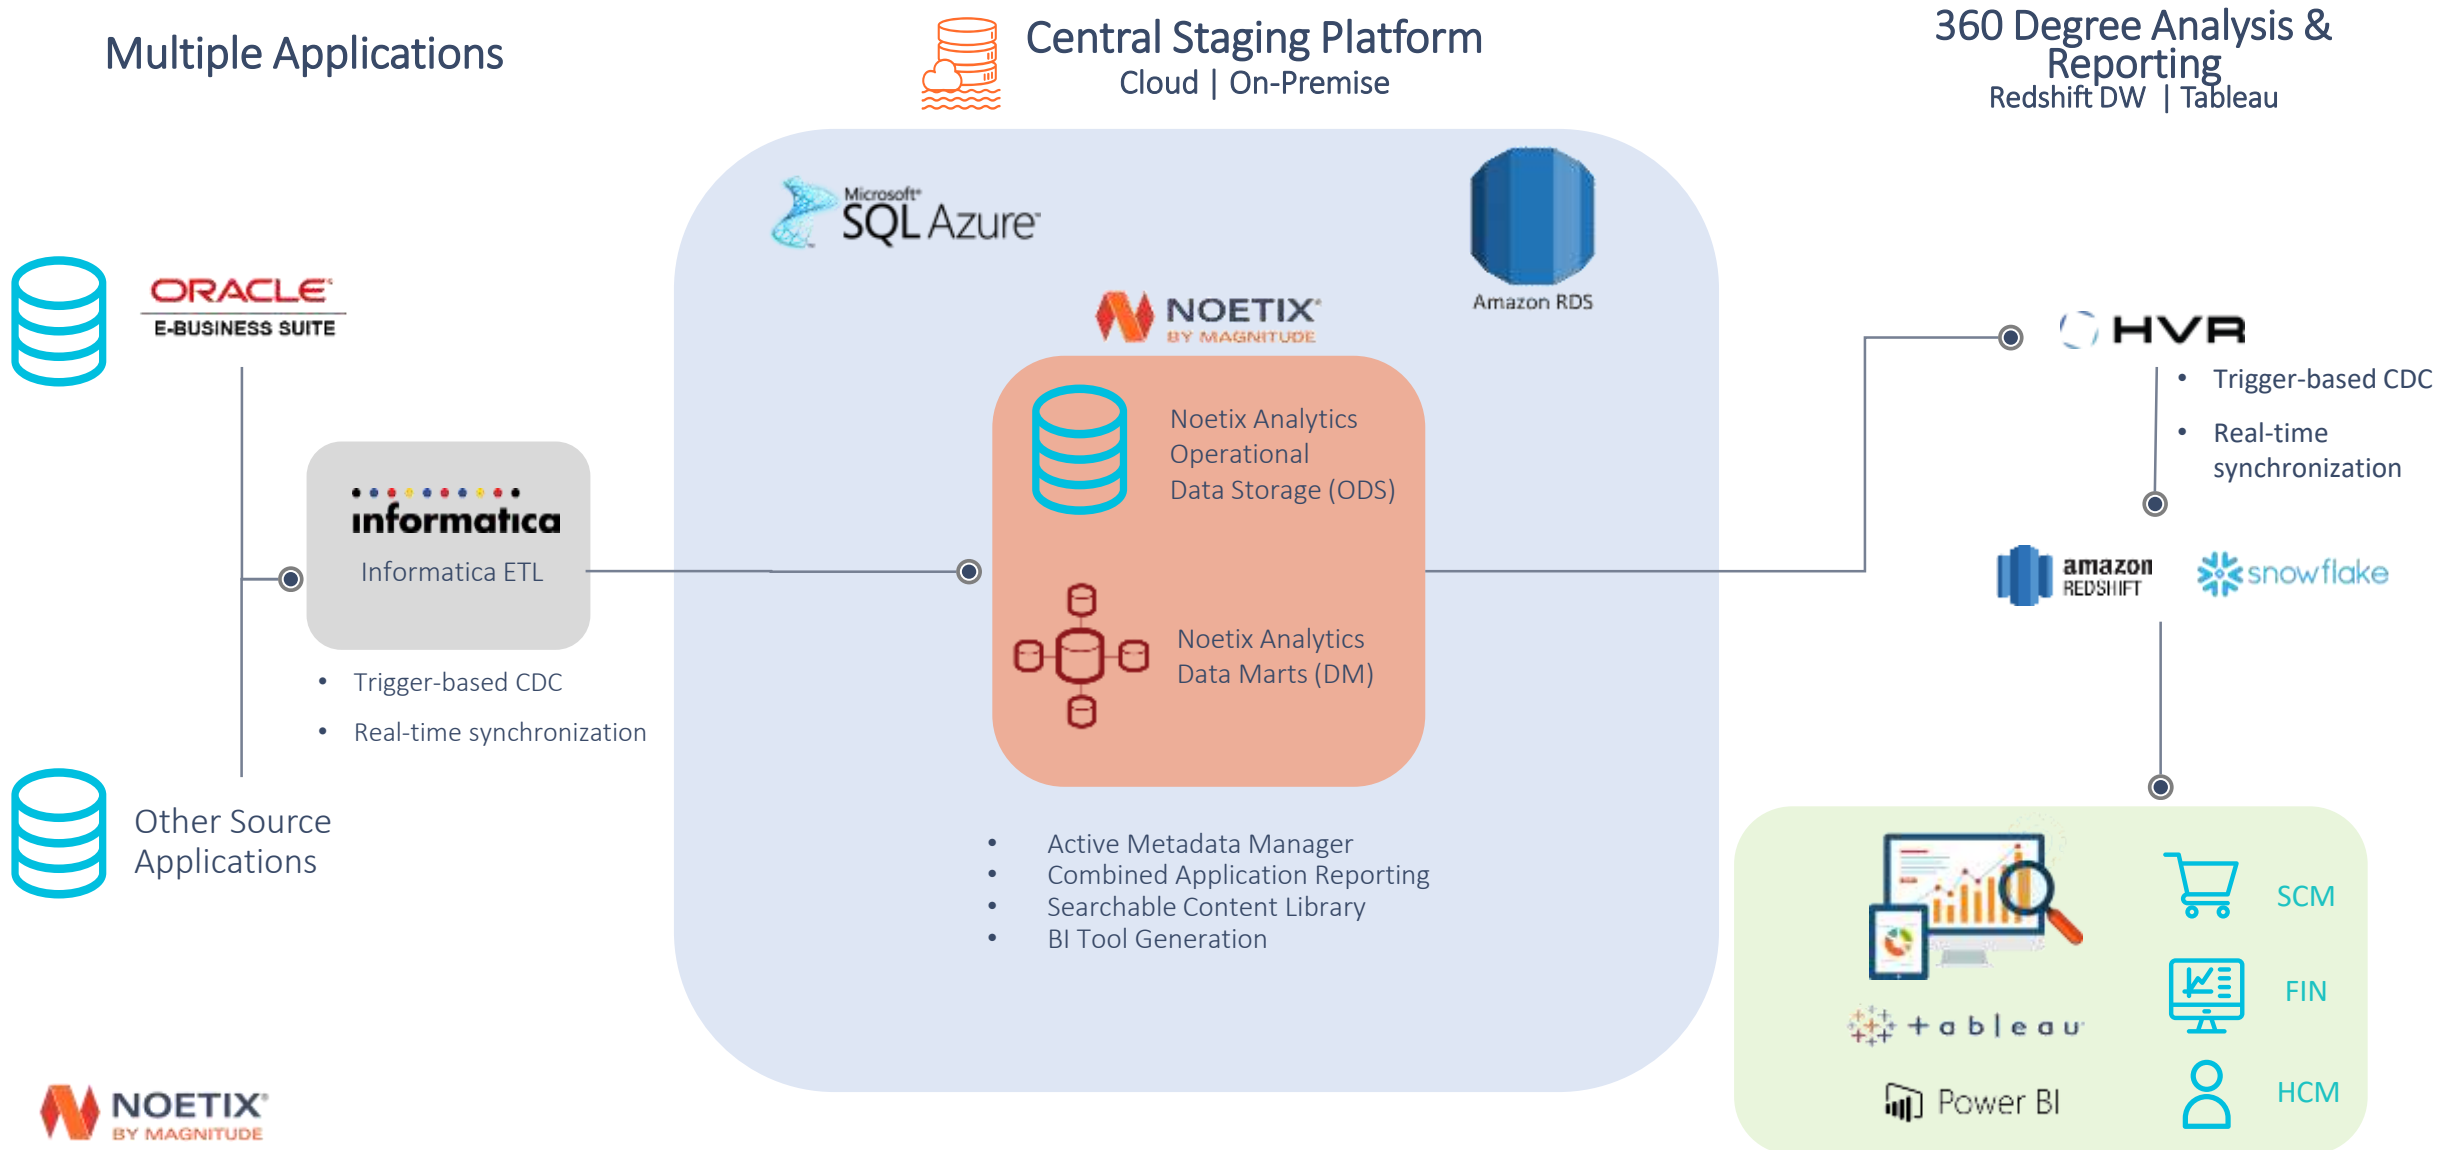 Multiple Applications
Central Staging Platform
Cloud | On-Premise
360 Degree Analysis &
Reporting
Redshift DW | Tableau
ORACLE
E-BUSINESS SUITE
informatica
Informatica ETL
• Trigger-based CDC
• Real-time synchronization
Other Source
Applications
NOETIX®
BY MAGNITUDE
Microsoft®
SQL Azure™
Amazon RDS
NOETIX®
BY MAGNITUDE
Noetix Analytics
Operational
Data Storage (ODS)
Noetix Analytics
Data Marts (DM)
• Active Metadata Manager
• Combined Application Reporting
• Searchable Content Library
• BI Tool Generation
HVR
• Trigger-based CDC
• Real-time
synchronization
amazon
REDSHIFT
snowflake
SCM
FIN
HCM
+ableau
Power BI